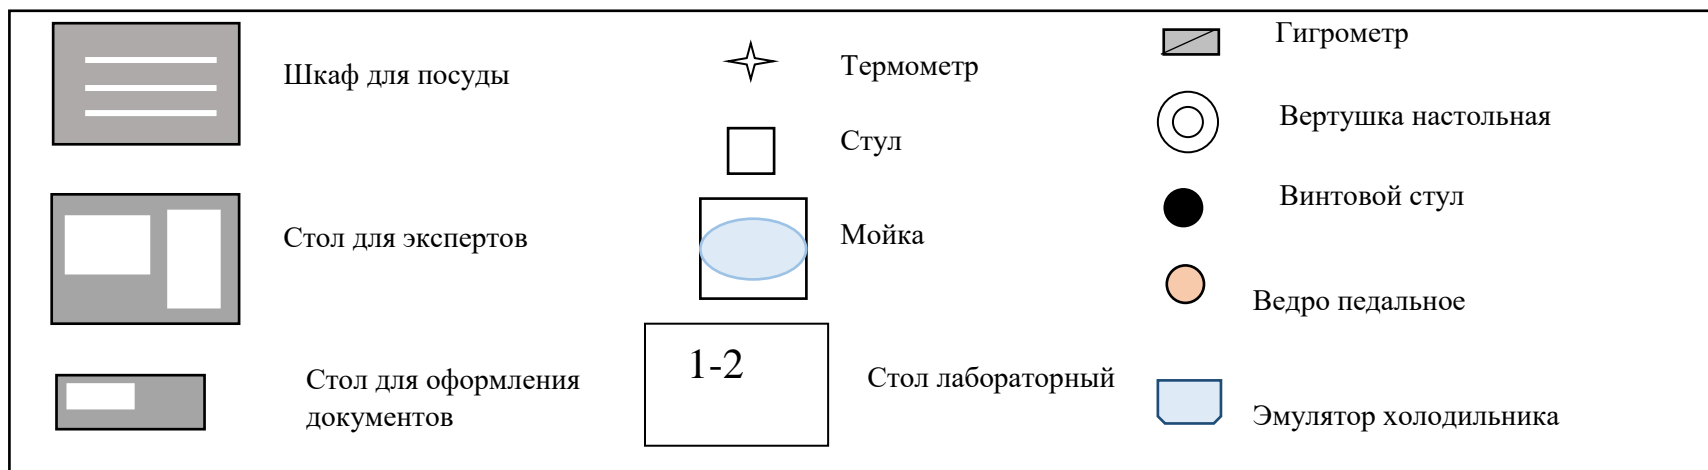 Шкаф для посуды
Стол для экспертов
Стол для оформления
документов
Термометр
Стул
Мойка
1-2
Стол лабораторный
Гигрометр
Вертушка настольная
Винтовой стул
Ведро педальное
Эмулятор холодильника